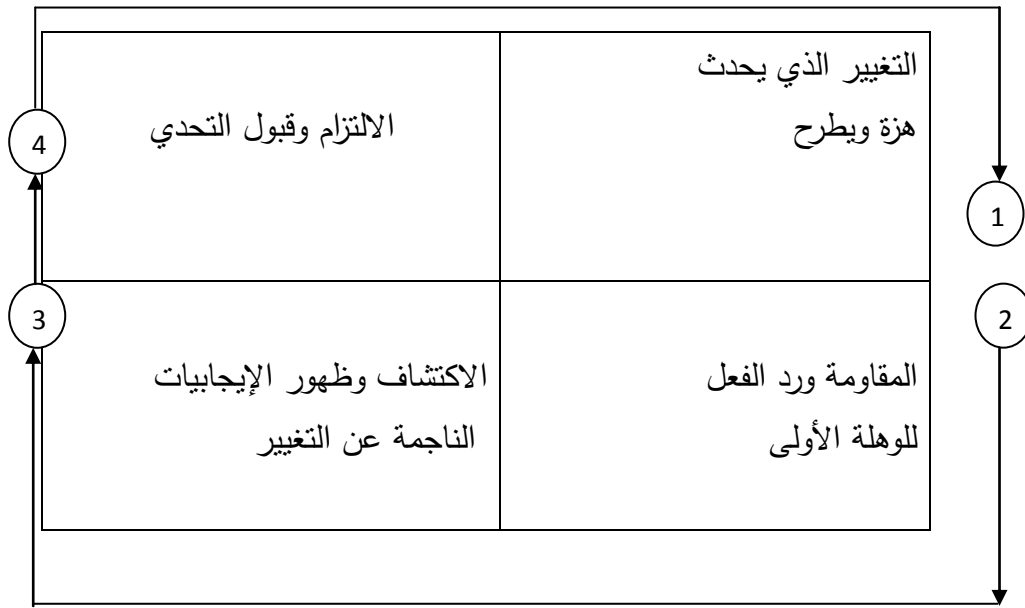 التغيير الذي يحدث
هزة ويطرح
1
2
المقاومة ورد الفعل
للوهلة الأولى
3
الاكتشاف وظهور الإيجابيات
الناجمة عن التغيير
4
الالتزام وقبول التحدي